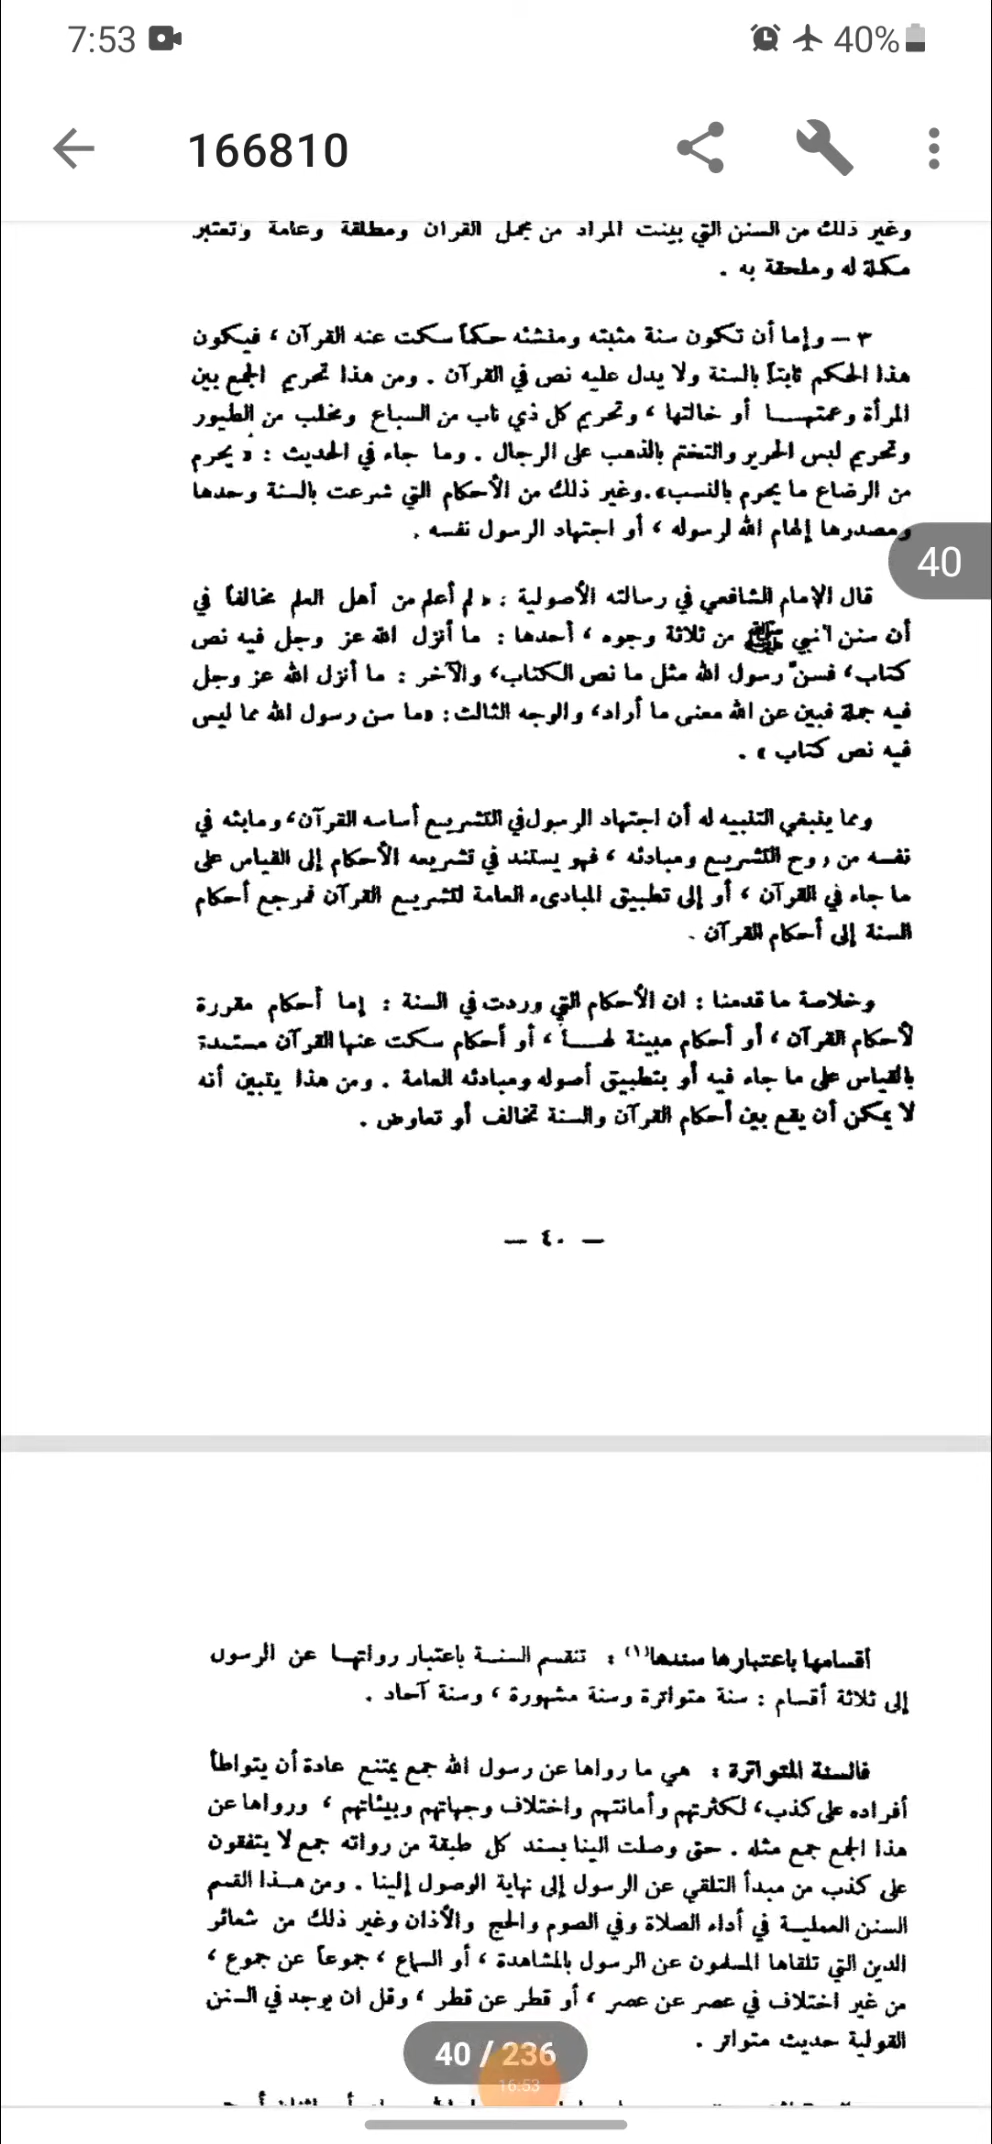 7:53
40%
166810
وغير ذلك من السنن التي بينت المراد من مجمل القرآن ومطلقة وعامة وتعتبر
مكملة له وملحقة به .
٣ – وإما أن تكون سنة مثبته ومنشئه حكماً سكت عنه القرآن ، فيكون
هذا الحكم ثابتاً بالسنة ولا يدل عليه نص في القرآن . ومن هذا تحريم الجمع بين
المرأة وعمتهـــا أو خالتها ، وتحريم كل ذي ناب من السباع ومخلب من الطيور
وتحريم لبس الحرير والتختم بالذهب على الرجال . وما جاء في الحديث : « يحرم
من الرضاع ما يحرم بالنسب». وغير ذلك من الأحكام التي شرعت بالسنة وحدها
ومصدرها إلهام الله لرسوله ، أو اجتهاد الرسول نفسه .
40
قال الإمام الشافعي في رسالته الأصولية : « لم أعلم من أهل العلم مخالفاً في
أن سنن النبي ﷺ من ثلاثة وجوه ، أحدها : ما أنزل الله عز وجل فيه نص
كتاب، فسنّ رسول الله مثل ما نص الكتاب، والآخر : ما أنزل الله عز وجل
فيه جملة فبين عن الله معنى ما أراد، والوجه الثالث: «ما سن رسول الله مما ليس
فيه نص كتاب » .
ومما ينبغي التنبيه له أن اجتهاد الرسول في التشريع أساسه القرآن، وما بثه في
نفسه من روح التشريع ومبادئه ، فهو يستند في تشريعه الأحكام إلى القياس على
ما جاء في القرآن ، أو إلى تطبيق المبادىء العامة لتشريع القرآن فمرجع أحكام
السنة إلى أحكام القرآن .
وخلاصة ما قدمنا : ان الأحكام التي وردت في السنة : إما أحكام مقررة
لأحكام القرآن ، أو أحكام مبينة لهـــا ، أو أحكام سكت عنها القرآن مستمدة
بالقياس على ما جاء فيه أو بتطبيق أصوله ومبادئه العامة . ومن هذا يتبين أنه
لا يمكن أن يقع بين أحكام القرآن والسنة تخالف أو تعارض .
— ٤٠ —
أقسامها باعتبارها سندها(١) : تنقسم السنـــة باعتبار رواتهـــا عن الرسول
إلى ثلاثة أقسام : سنة متواترة وسنة مشهورة ، وسنة آحاد .
فالسنة المتواترة : هي ما رواها عن رسول الله جمع يمتنع عادة أن يتواطأ
أفراده على كذب، لكثرتهم وأمانتهم واختلاف وجهاتهم وبيئاتهم ، ورواها عن
هذا الجمع جمع مثله . حتى وصلت الينا بسند كل طبقة من رواته جمع لا يتفقون
على كذب من مبدأ التلقي عن الرسول إلى نهاية الوصول إلينا . ومن هـــذا القسم
السنن العمليـــة في أداء الصلاة وفي الصوم والحج والأذان وغير ذلك من شعائر
الدين التي تلقاها المسلمون عن الرسول بالمشاهدة ، أو السماع ، جموعاً عن جموع ،
من غير اختلاف في عصر عن عصر ، أو قطر عن قطر ، وقل ان يوجد في السنن
القولية حديث متواتر .
40 / 236
16:53